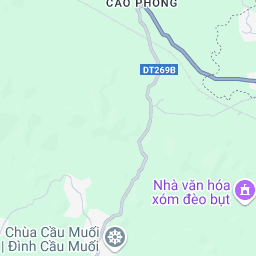 CAO PHONG
DT269B
Nhà văn hóa
xóm đèo bụt
Chùa Cầu Muối
| Đình Cầu Muối